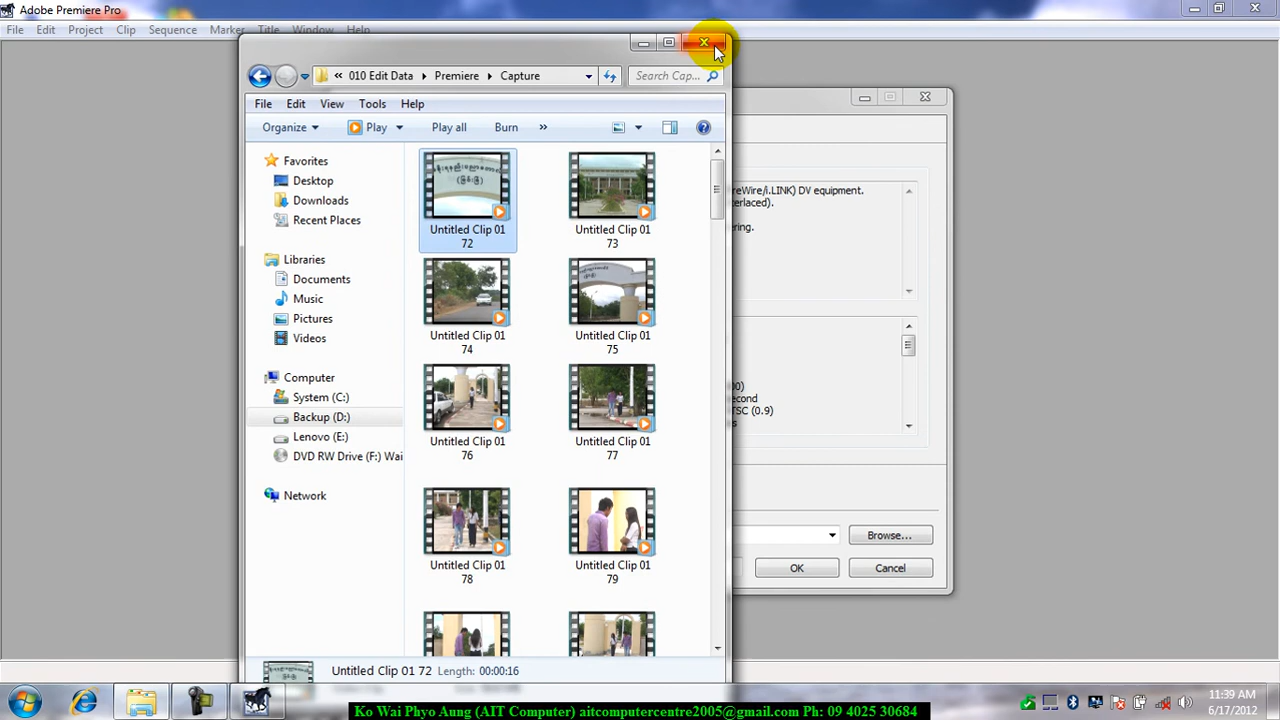 Adobe Premiere Pro
File Edit Project Clip Sequence Marker Title Window Help
010 Edit Data Premiere Capture Search Cap...
File Edit View Tools Help
Organize Play Play all Burn »
Favorites
Desktop
Downloads
Recent Places
Libraries
Documents
Music
Pictures
Videos
Computer
System (C:)
Backup (D:)
Lenovo (E:)
DVD RW Drive (F:) Wai
Network
Untitled Clip 01
72
Untitled Clip 01
73
Untitled Clip 01
74
Untitled Clip 01
75
Untitled Clip 01
76
Untitled Clip 01
77
Untitled Clip 01
78
Untitled Clip 01
79
Untitled Clip 01 72 Length: 00:00:16
reWire/i.LINK) DV equipment.
terlaced).
ering.
00)
econd
TSC (0.9)
s
Browse...
OK Cancel
11:39 AM
6/17/2012
Ko Wai Phyo Aung (AIT Computer) aitcomputercentre2005@gmail.com Ph: 09 4025 30684